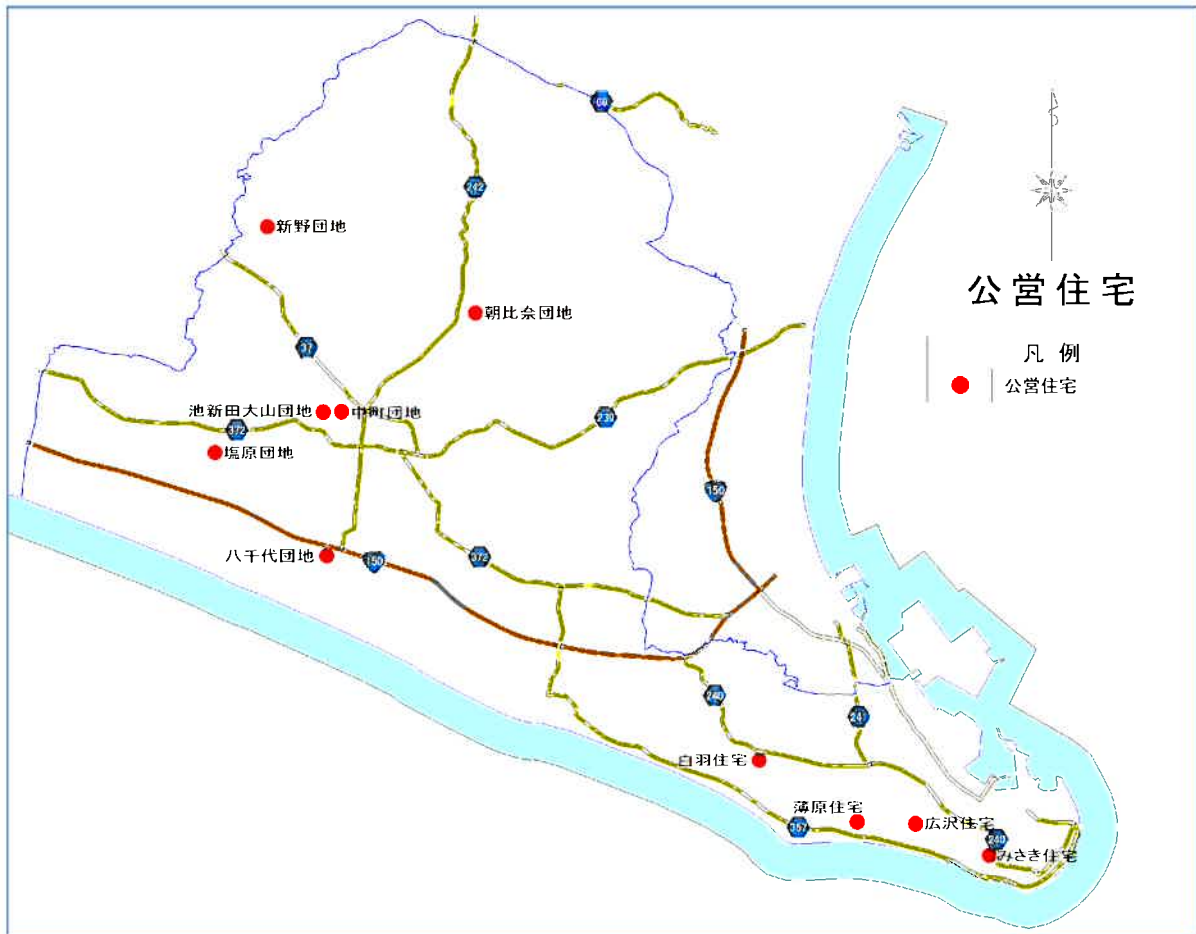 69
242
新野団地
公営住宅
朝比奈団地
37
凡例
公営住宅
池新田大山団地
中町団地
239
372
塩原団地
150
八千代団地
150
372
240
241
白羽住宅
薄原住宅
357
広沢住宅
240
みさき住宅